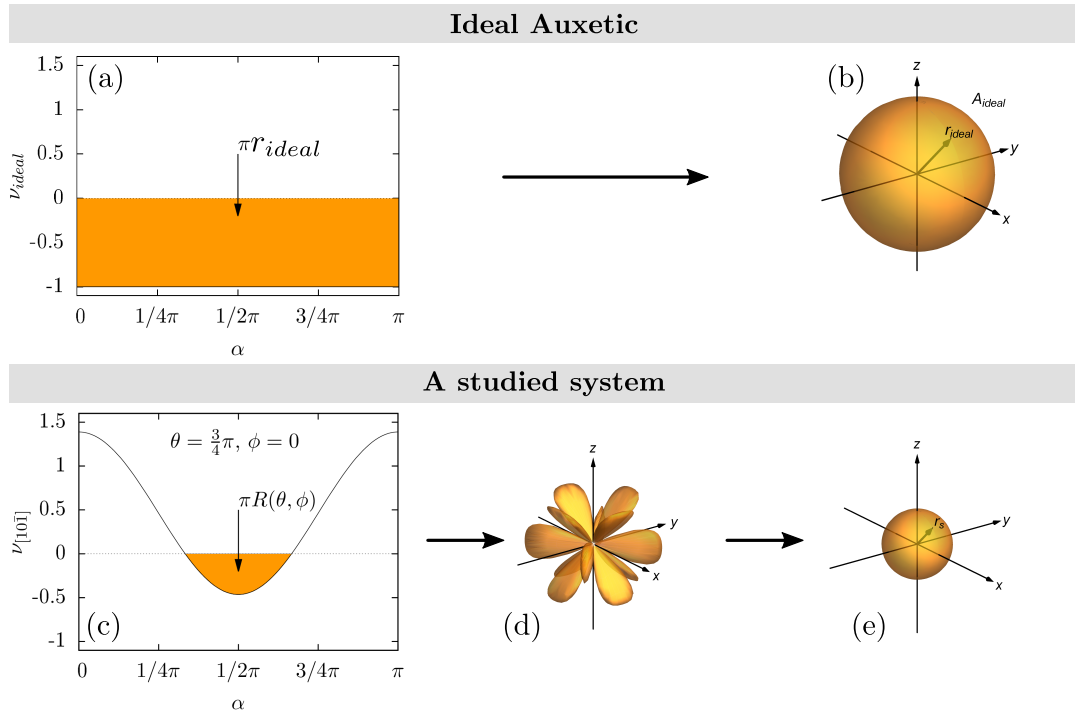 Ideal Auxetic
(a)
1.5
1
0.5
0
-0.5
-1
ν_ideal
πr_ideal
0 1/4π 1/2π 3/4π π
α
(b)
z
A_ideal
r_ideal
y
x
A studied system
1.5
1
0.5
0
-0.5
-1
ν_[101̄]
θ = 3/4 π, ϕ = 0
πR(θ, ϕ)
(c)
0 1/4π 1/2π 3/4π π
α
z
y
x
(d)
z
r_s
y
x
(e)